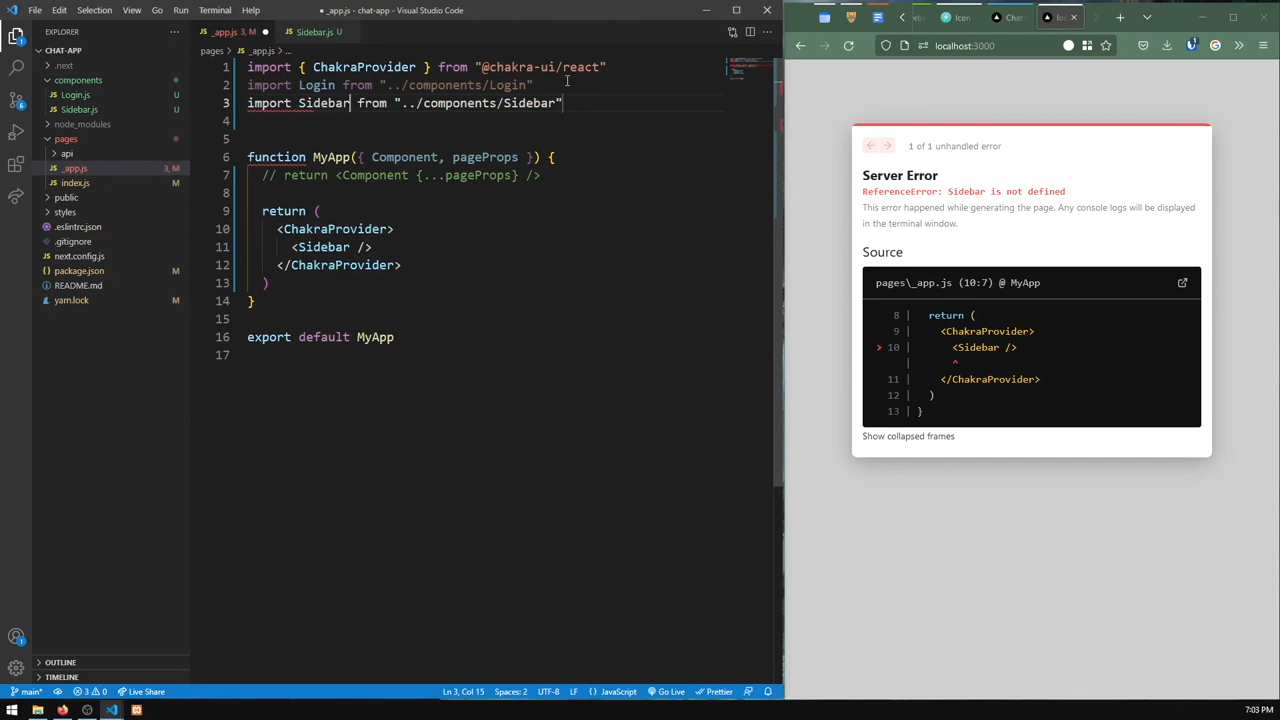 File Edit Selection View Go Run Terminal Help
_app.js - chat-app - Visual Studio Code
EXPLORER
CHAT-APP
.next
components
Login.js U
Sidebar.js U
node_modules
pages
api
_app.js 3, M
index.js
public
styles
.eslintrc.json
.gitignore
next.config.js
package.json M
README.md
yarn.lock M
OUTLINE
TIMELINE
_app.js 3, M
Sidebar.js U
pages > _app.js > ...
1 import { ChakraProvider } from "@chakra-ui/react"
2 import Login from "../components/Login"
3 import Sidebar from "../components/Sidebar"
4
5
6 function MyApp({ Component, pageProps }) {
7 // return <Component {...pageProps} />
8
9 return (
10 <ChakraProvider>
11 <Sidebar />
12 </ChakraProvider>
13 )
14 }
15
16 export default MyApp
17
main*
3 0
Live Share
Ln 3, Col 15 Spaces: 2 UTF-8 LF JavaScript Go Live Prettier
Icon
Chat
loc
localhost:3000
1 of 1 unhandled error
Server Error
ReferenceError: Sidebar is not defined
This error happened while generating the page. Any console logs will be displayed
in the terminal window.
Source
pages\_app.js (10:7) @ MyApp
8 | return (
9 | <ChakraProvider>
> 10 | <Sidebar />
| ^
11 | </ChakraProvider>
12 | )
13 | }
Show collapsed frames
7:03 PM